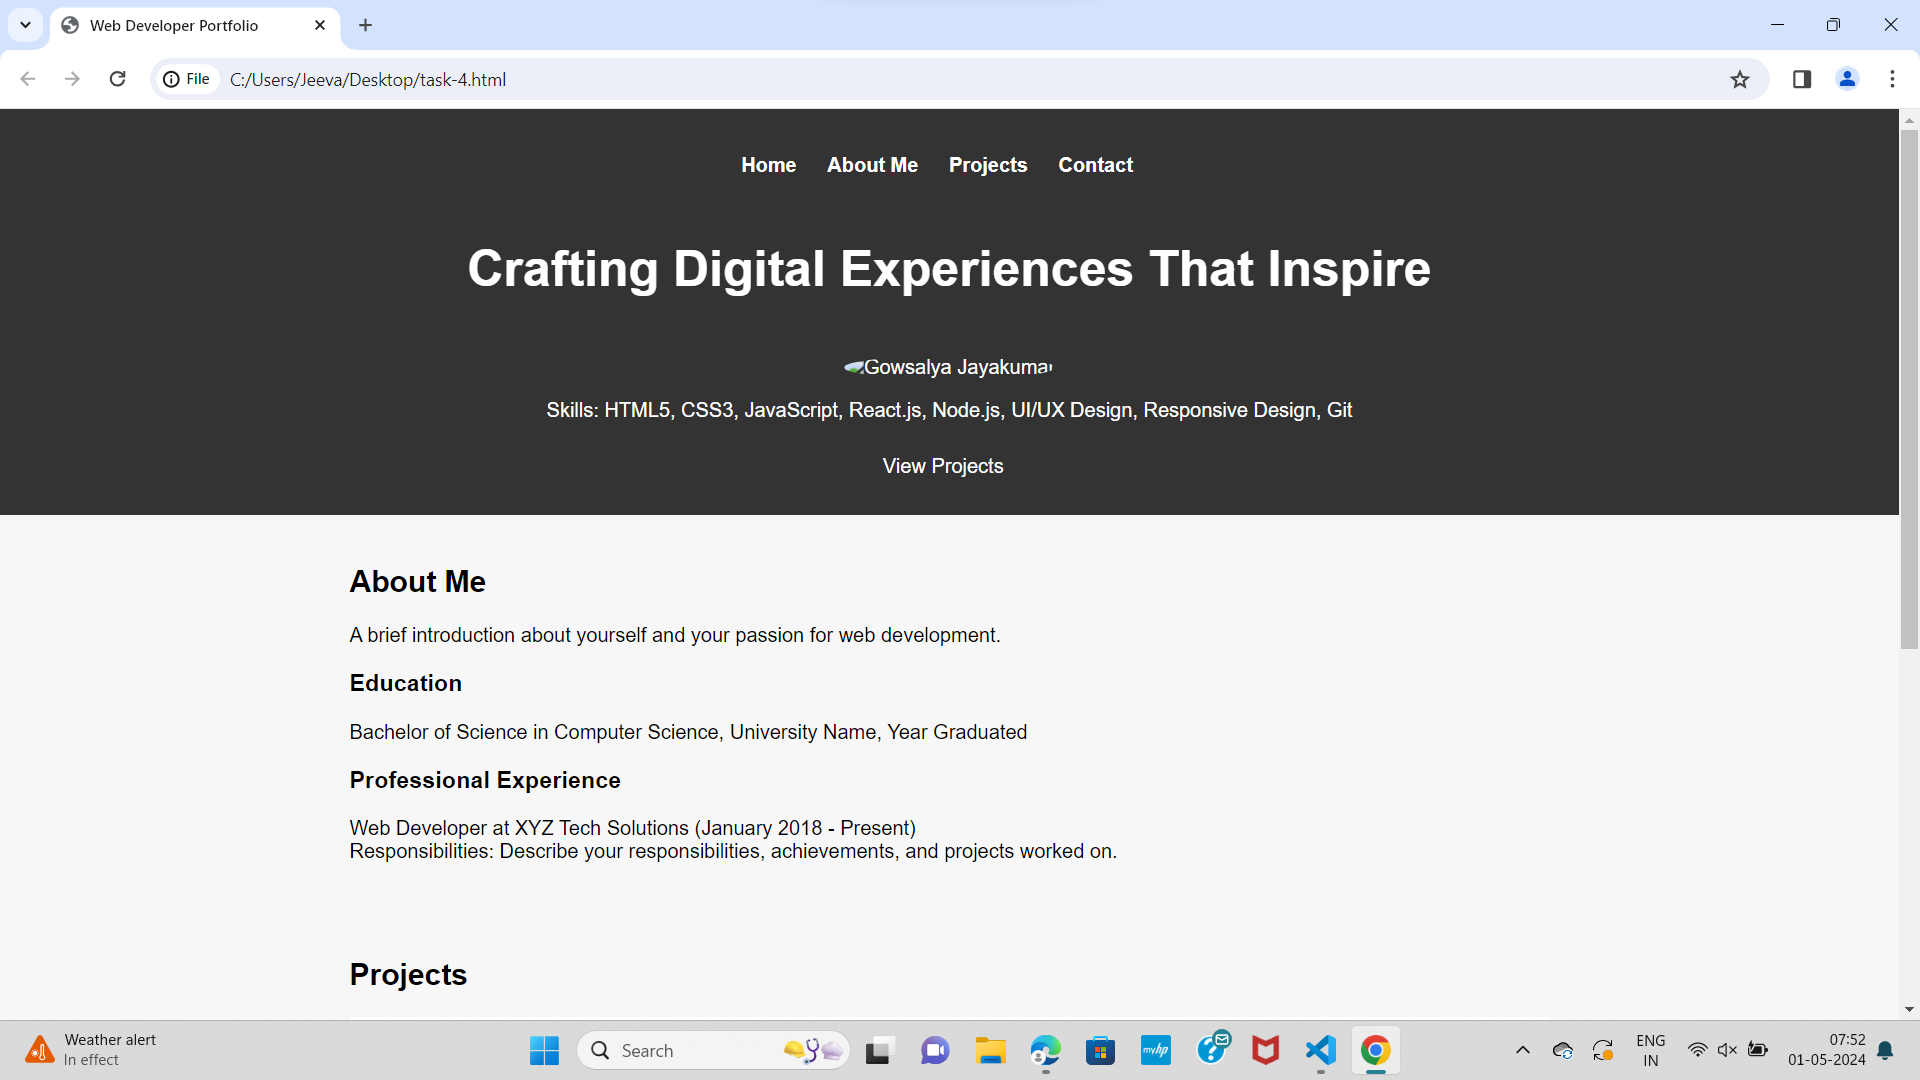 Web Developer Portfolio
File
C:/Users/Jeeva/Desktop/task-4.html
Home About Me Projects Contact
Crafting Digital Experiences That Inspire
Gowsalya Jayakumar
Skills: HTML5, CSS3, JavaScript, React.js, Node.js, UI/UX Design, Responsive Design, Git
View Projects
About Me
A brief introduction about yourself and your passion for web development.
Education
Bachelor of Science in Computer Science, University Name, Year Graduated
Professional Experience
Web Developer at XYZ Tech Solutions (January 2018 - Present)
Responsibilities: Describe your responsibilities, achievements, and projects worked on.
Projects
Weather alert
In effect
Search
myhp
ENG
IN
07:52
01-05-2024